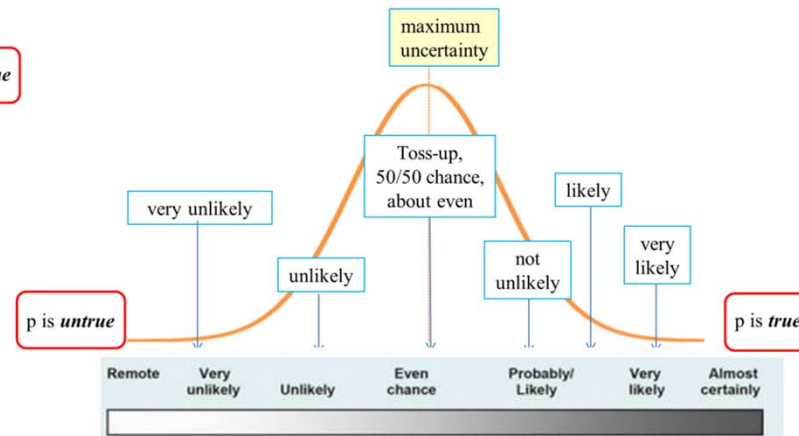 maximum
uncertainty
Toss-up,
50/50 chance,
about even
likely
very unlikely
very
likely
not
unlikely
unlikely
p is untrue
p is true
Remote
Very
unlikely
Unlikely
Even
chance
Probably/
Likely
Very
likely
Almost
certainly